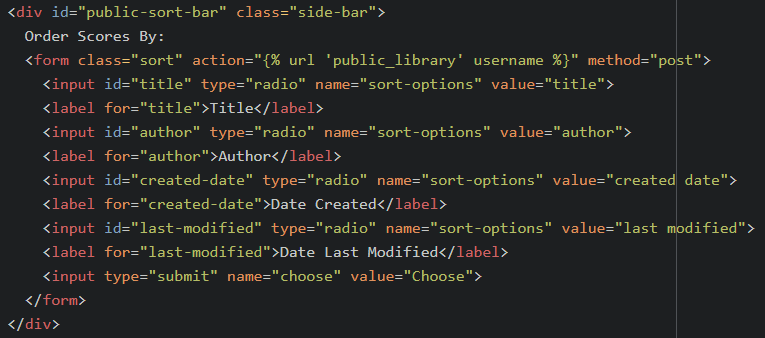 <div id="public-sort-bar" class="side-bar">
Order Scores By:
<form class="sort" action="{% url 'public_library' username %}" method="post">
<input id="title" type="radio" name="sort-options" value="title">
<label for="title">Title</label>
<input id="author" type="radio" name="sort-options" value="author">
<label for="author">Author</label>
<input id="created-date" type="radio" name="sort-options" value="created date">
<label for="created-date">Date Created</label>
<input id="last-modified" type="radio" name="sort-options" value="last modified">
<label for="last-modified">Date Last Modified</label>
<input type="submit" name="choose" value="Choose">
</form>
</div>